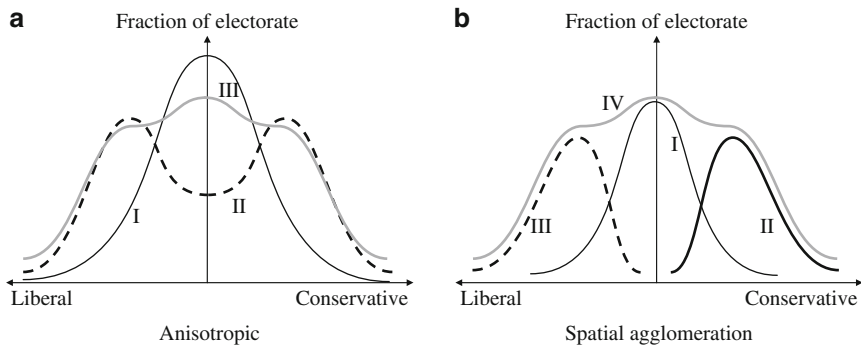 a
Fraction of electorate
III
I
II
Liberal
Conservative
Anisotropic
b
Fraction of electorate
IV
I
III
II
Liberal
Conservative
Spatial agglomeration